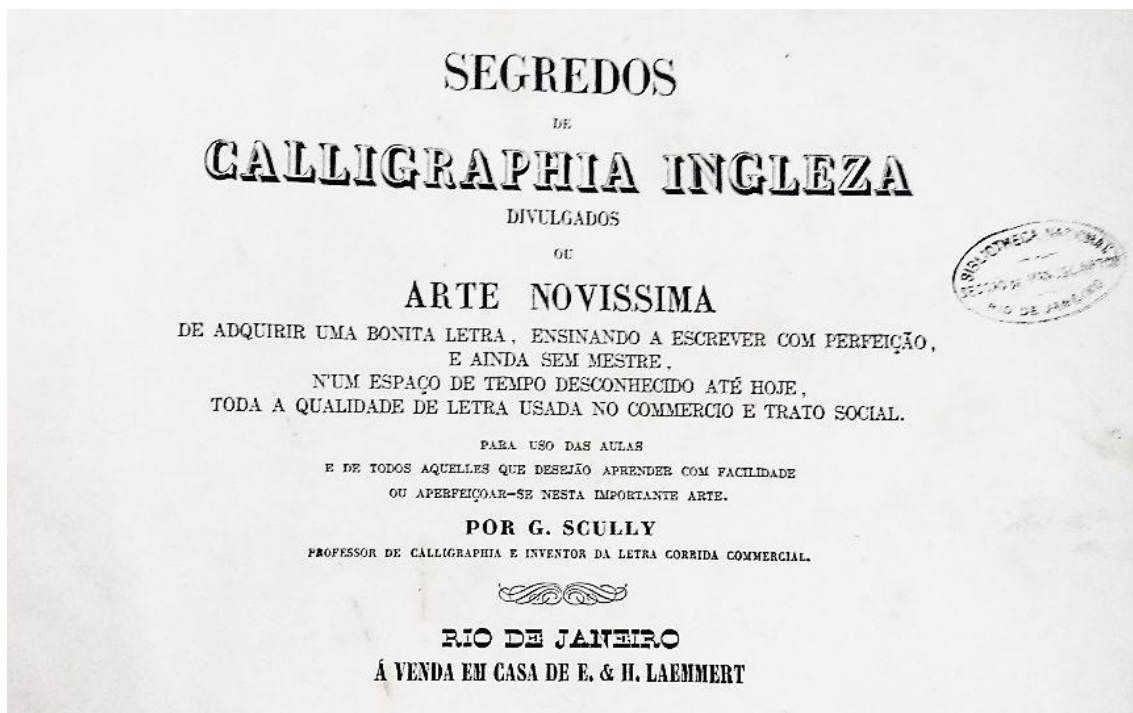 SEGREDOS
DE
CALLIGRAPHIA INGLEZA
DIVULGADOS
OU
ARTE NOVISSIMA
DE ADQUIRIR UMA BONITA LETRA, ENSINANDO A ESCREVER COM PERFEIÇÃO,
E AINDA SEM MESTRE,
N'UM ESPAÇO DE TEMPO DESCONHECIDO ATÉ HOJE,
TODA A QUALIDADE DE LETRA USADA NO COMMERCIO E TRATO SOCIAL.
PARA USO DAS AULAS
E DE TODOS AQUELLES QUE DESEJÃO APRENDER COM FACILIDADE
OU APERFEIÇOAR-SE NESTA IMPORTANTE ARTE.
POR G. SCULLY
PROFESSOR DE CALLIGRAPHIA E INVENTOR DA LETRA CORRIDA COMMERCIAL.
RIO DE JANEIRO
Á VENDA EM CASA DE E. & H. LAEMMERT
BIBLIOTHECA NACIONAL
RIO DE JANEIRO